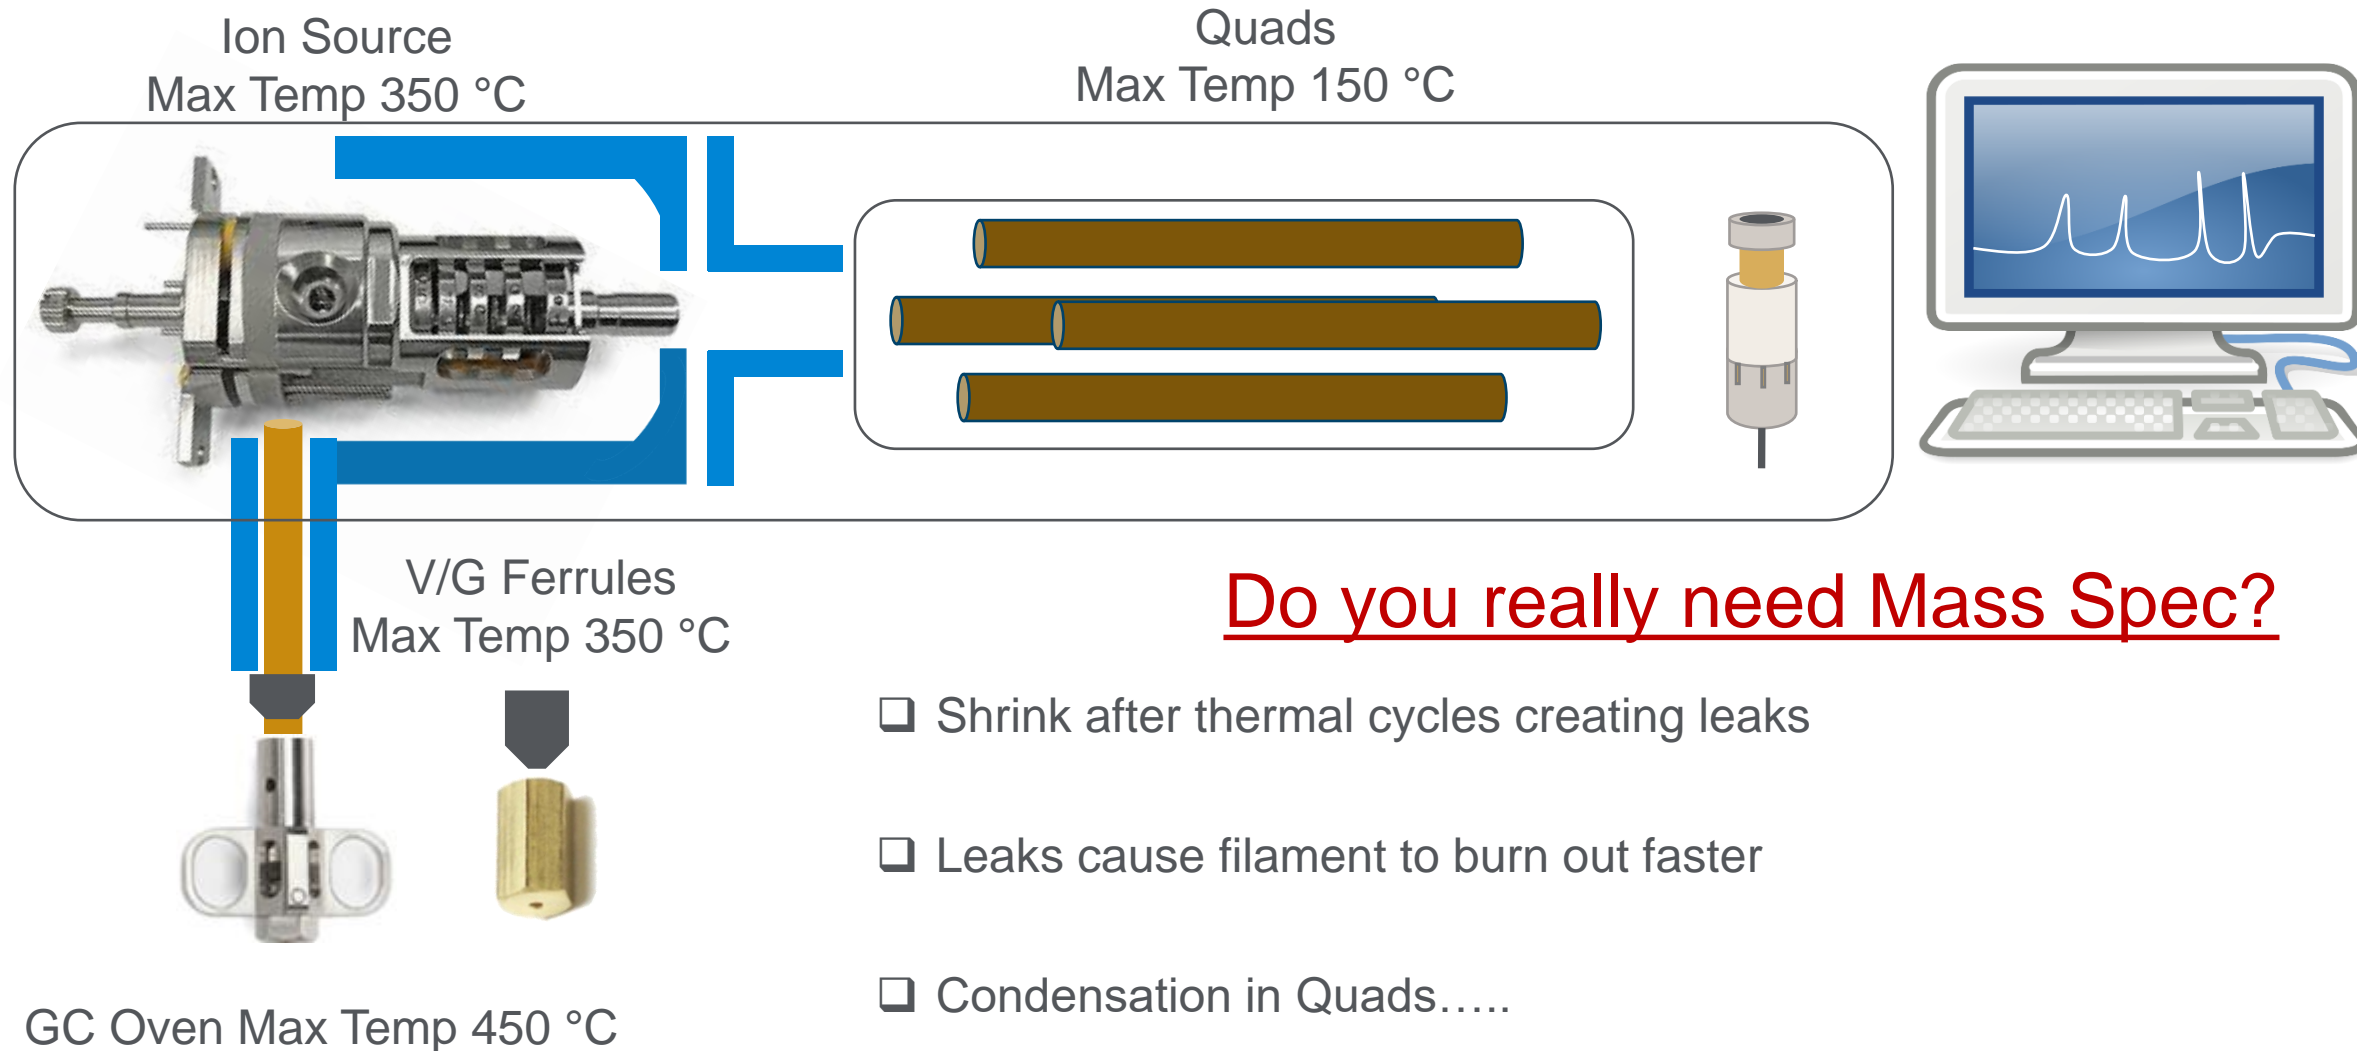 Ion Source
Max Temp 350 °C
Quads
Max Temp 150 °C
V/G Ferrules
Max Temp 350 °C
Do you really need Mass Spec?
❑ Shrink after thermal cycles creating leaks
❑ Leaks cause filament to burn out faster
❑ Condensation in Quads…..
GC Oven Max Temp 450 °C